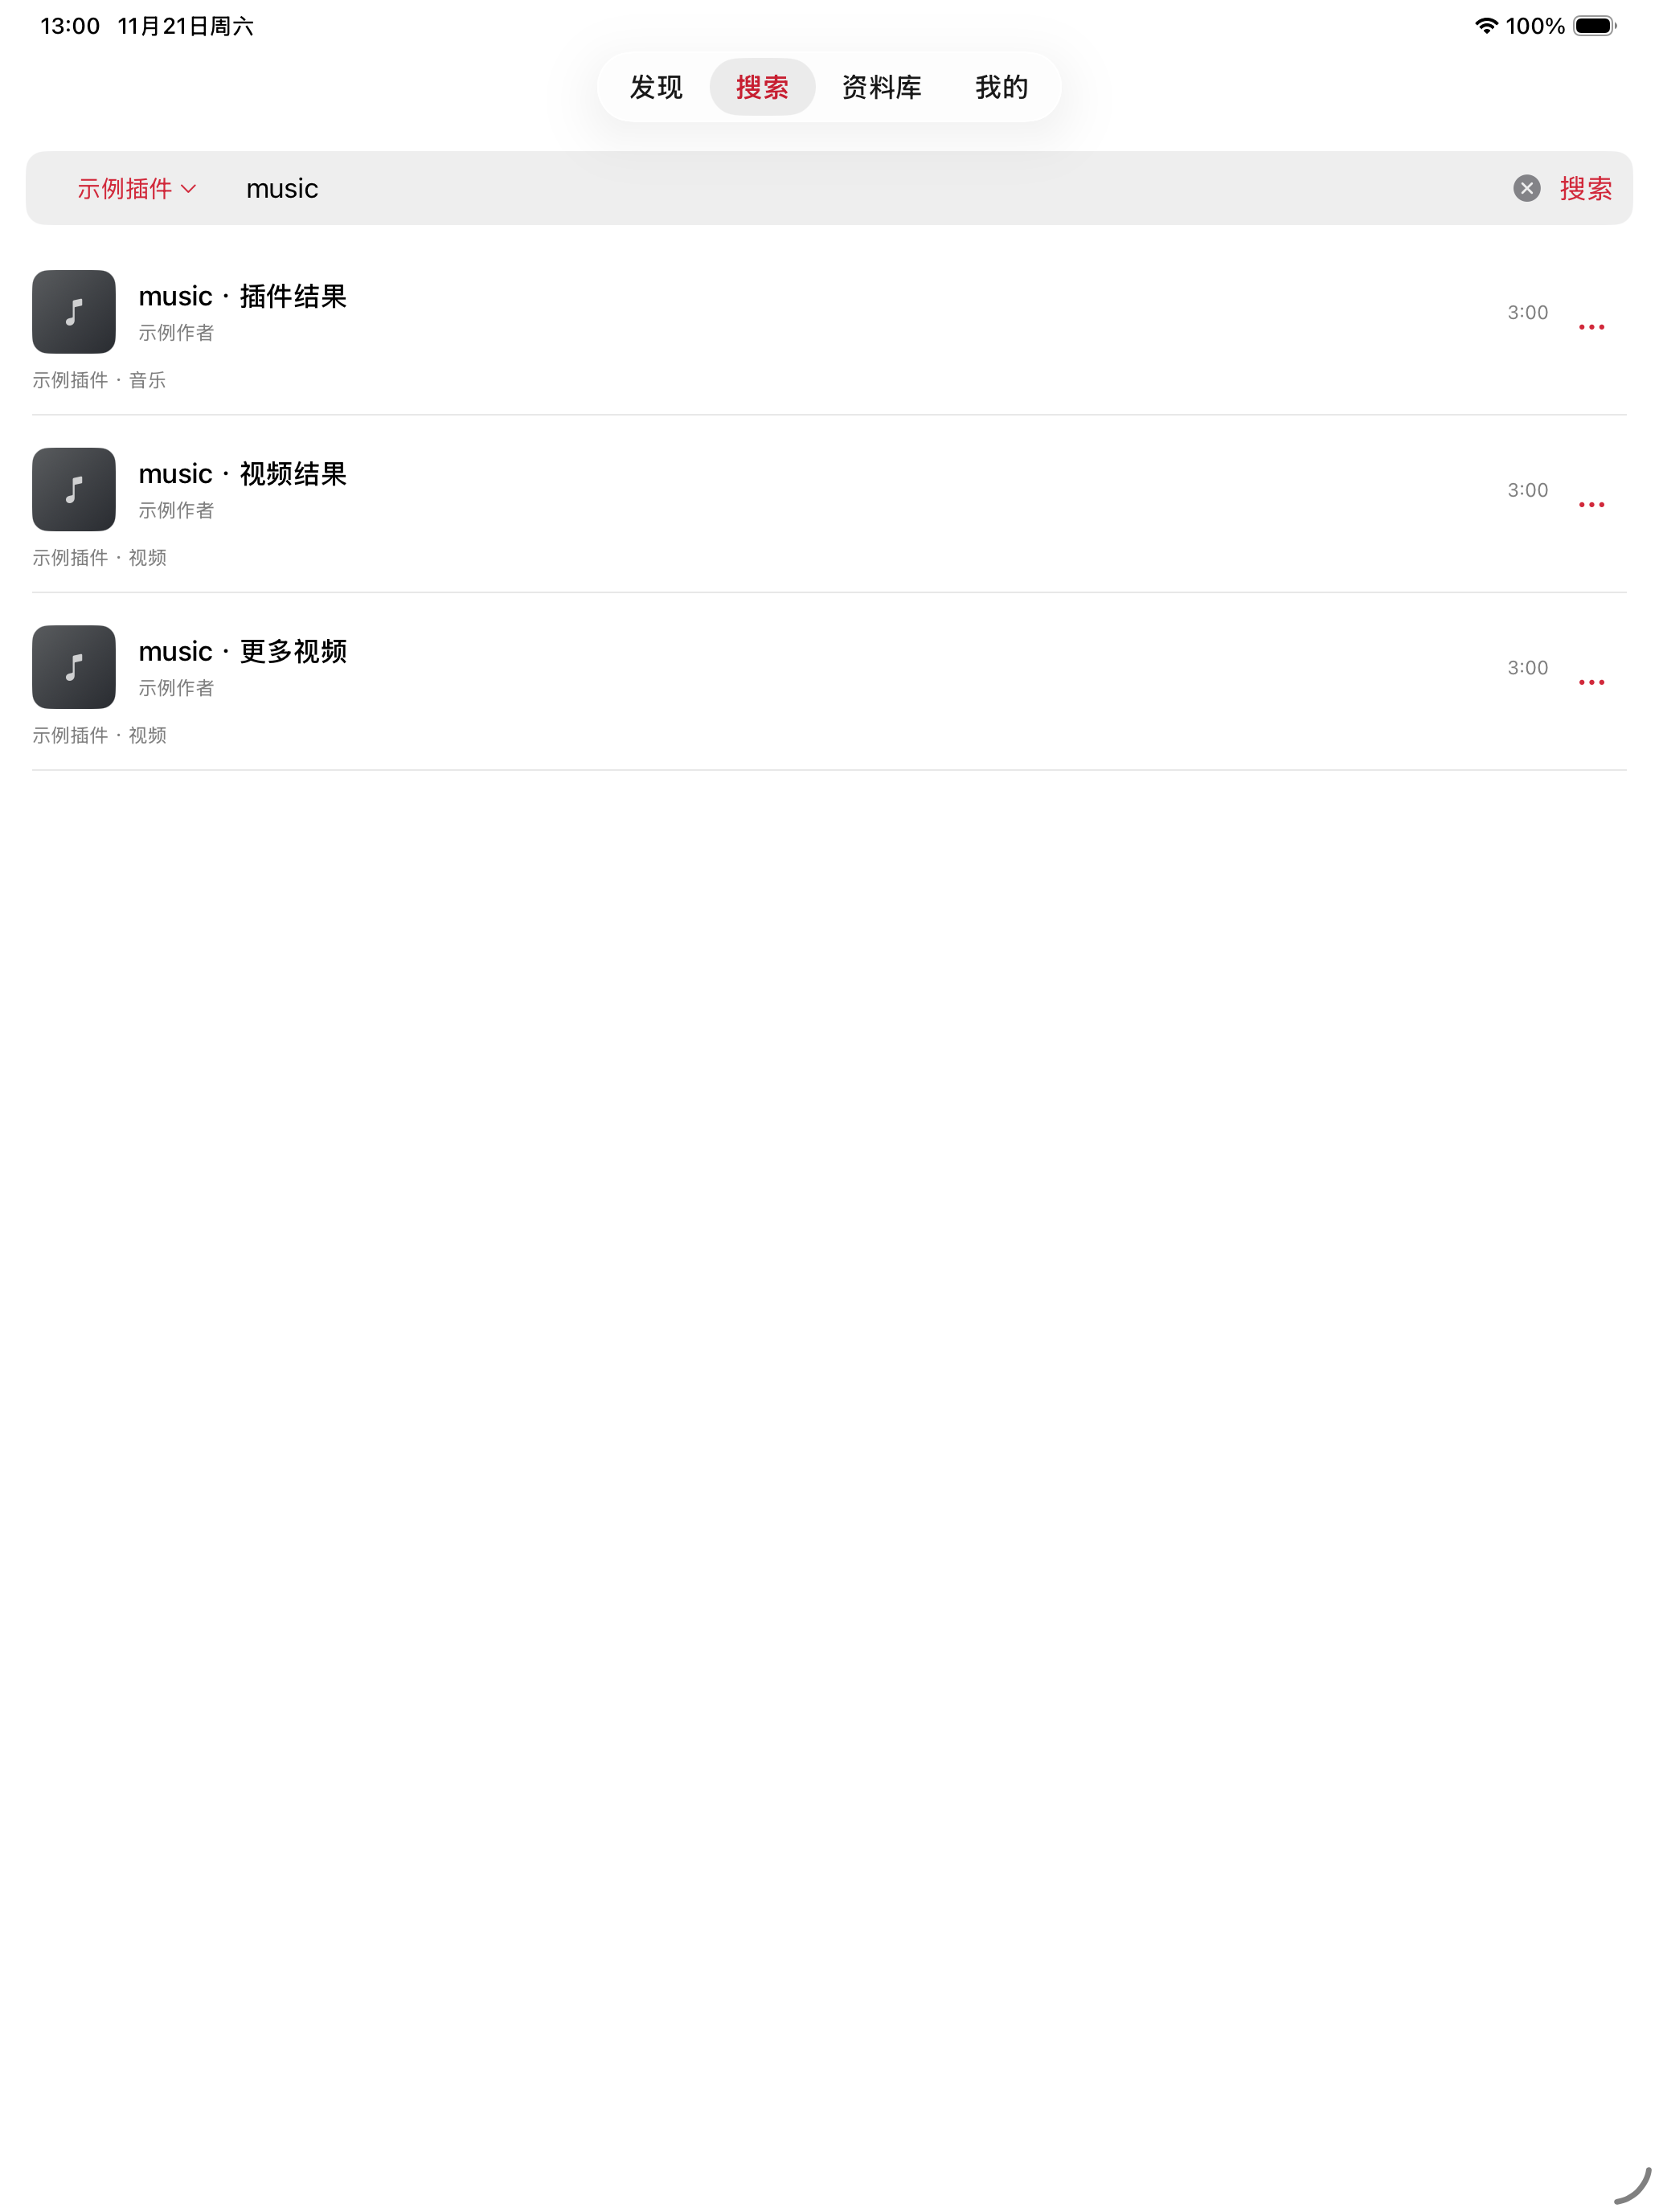 13:00 11月21日周六
100%
发现 搜索 资料库 我的
示例插件 music 搜索
music · 插件结果
示例作者
3:00
示例插件 · 音乐
music · 视频结果
示例作者
3:00
示例插件 · 视频
music · 更多视频
示例作者
3:00
示例插件 · 视频